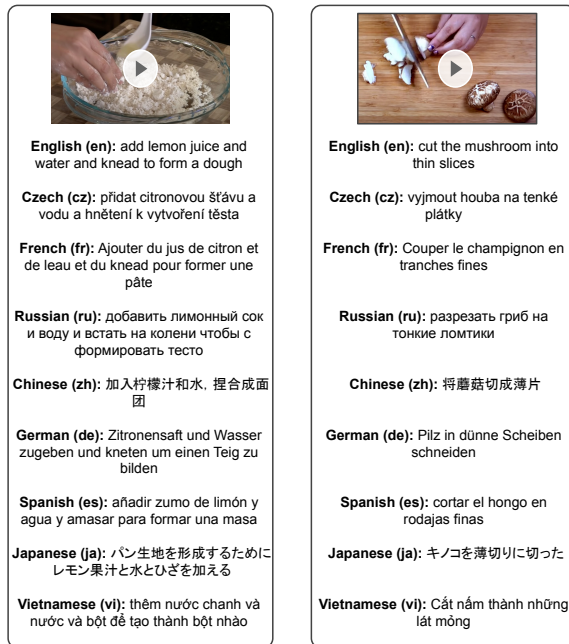 English (en): add lemon juice and
water and knead to form a dough
Czech (cz): přidat citronovou šťávu a
vodu a hnětení k vytvoření těsta
French (fr): Ajouter du jus de citron et
de leau et du knead pour former une
pâte
Russian (ru): добавить лимонный сок
и воду и встать на колени чтобы с
формировать тесто
Chinese (zh): 加入柠檬汁和水, 捏合成面
团
German (de): Zitronensaft und Wasser
zugeben und kneten um einen Teig zu
bilden
Spanish (es): añadir zumo de limón y
agua y amasar para formar una masa
Japanese (ja): パン生地を形成するために
レモン果汁と水とひざを加える
Vietnamese (vi): thêm nước chanh và
nước và bột để tạo thành bột nhào
English (en): cut the mushroom into
thin slices
Czech (cz): vyjmout houba na tenké
plátky
French (fr): Couper le champignon en
tranches fines
Russian (ru): разрезать гриб на
тонкие ломтики
Chinese (zh): 将蘑菇切成薄片
German (de): Pilz in dünne Scheiben
schneiden
Spanish (es): cortar el hongo en
rodajas finas
Japanese (ja): キノコを薄切りに切った
Vietnamese (vi): Cắt nấm thành những
lát mỏng